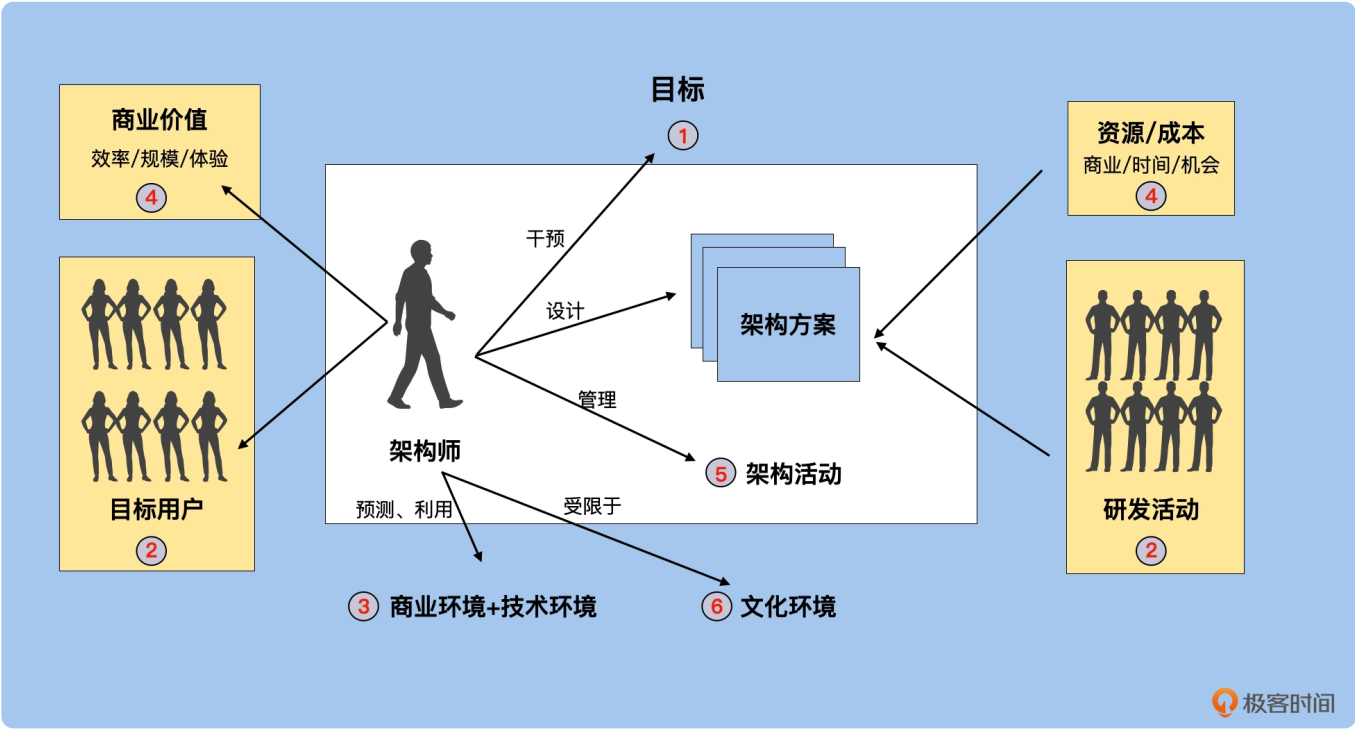 目标
1
商业价值
效率/规模/体验
4
资源/成本
商业/时间/机会
4
干预
设计
架构方案
管理
架构师
5 架构活动
预测、利用
受限于
目标用户
2
研发活动
2
3 商业环境+技术环境
6 文化环境
极客时间